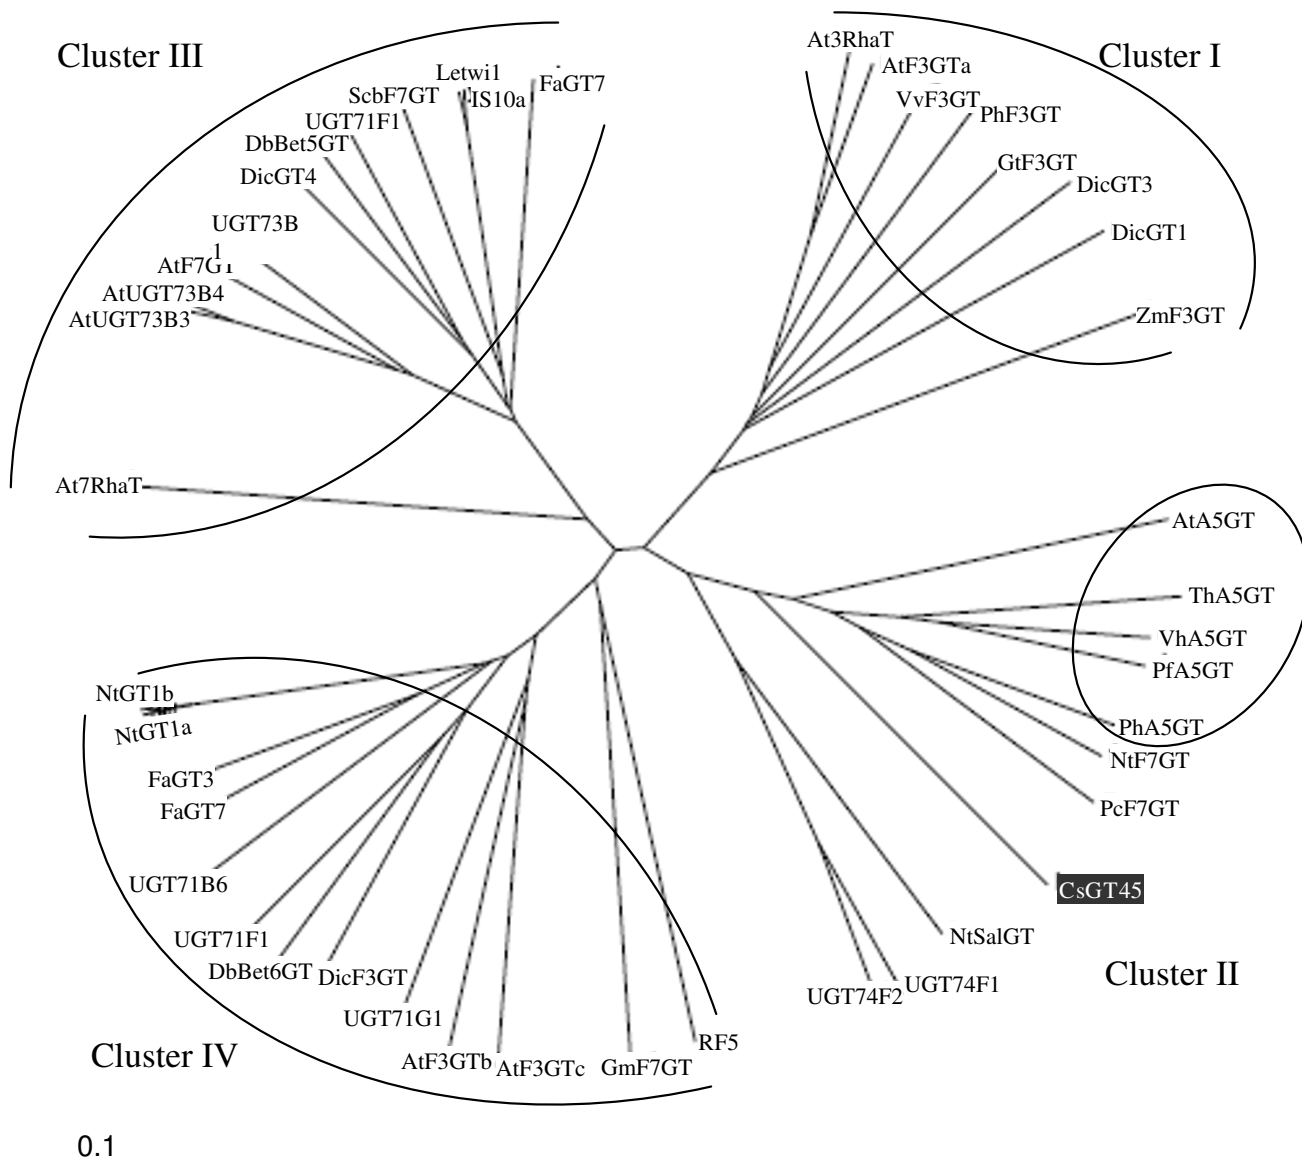 Cluster III
Cluster I
At3RhaT
AtF3GTa
VvF3GT
PhF3GT
GtF3GT
DicGT3
DicGT1
ZmF3GT
Letwi1
IS10a
FaGT7
ScbF7GT
UGT71F1
DbBet5GT
DicGT4
UGT73B
1
AtF7GT
AtUGT73B4
AtUGT73B3
At7RhaT
AtA5GT
ThA5GT
VhA5GT
PfA5GT
PhA5GT
NtF7GT
PcF7GT
CsGT45
NtSalGT
UGT74F1
UGT74F2
Cluster II
NtGT1b
NtGT1a
FaGT3
FaGT7
UGT71B6
UGT71F1
DbBet6GT
DicF3GT
UGT71G1
AtF3GTb
AtF3GTc
GmF7GT
RF5
Cluster IV
0.1